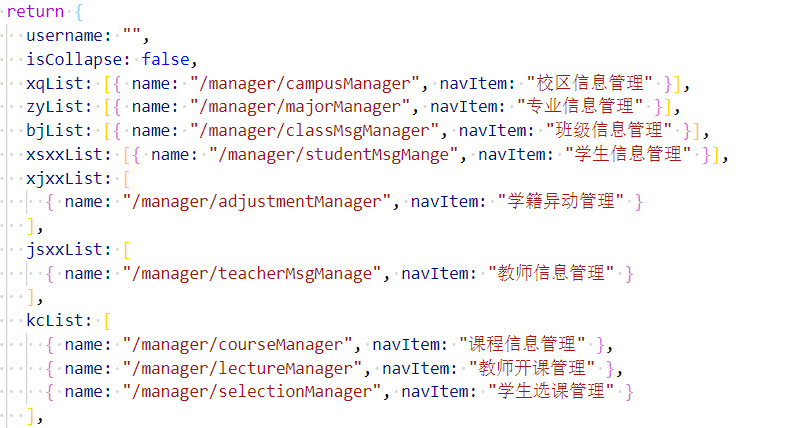 return {
username: "",
isCollapse: false,
xqList: [{ name: "/manager/campusManager", navItem: "校区信息管理" }],
zyList: [{ name: "/manager/majorManager", navItem: "专业信息管理" }],
bjList: [{ name: "/manager/classMsgManager", navItem: "班级信息管理" }],
xsxxList: [{ name: "/manager/studentMsgMange", navItem: "学生信息管理" }],
xjxxList: [
{ name: "/manager/adjustmentManager", navItem: "学籍异动管理" }
],
jsxxList: [
{ name: "/manager/teacherMsgManage", navItem: "教师信息管理" }
],
kcList: [
{ name: "/manager/courseManager", navItem: "课程信息管理" },
{ name: "/manager/lectureManager", navItem: "教师开课管理" },
{ name: "/manager/selectionManager", navItem: "学生选课管理" }
],